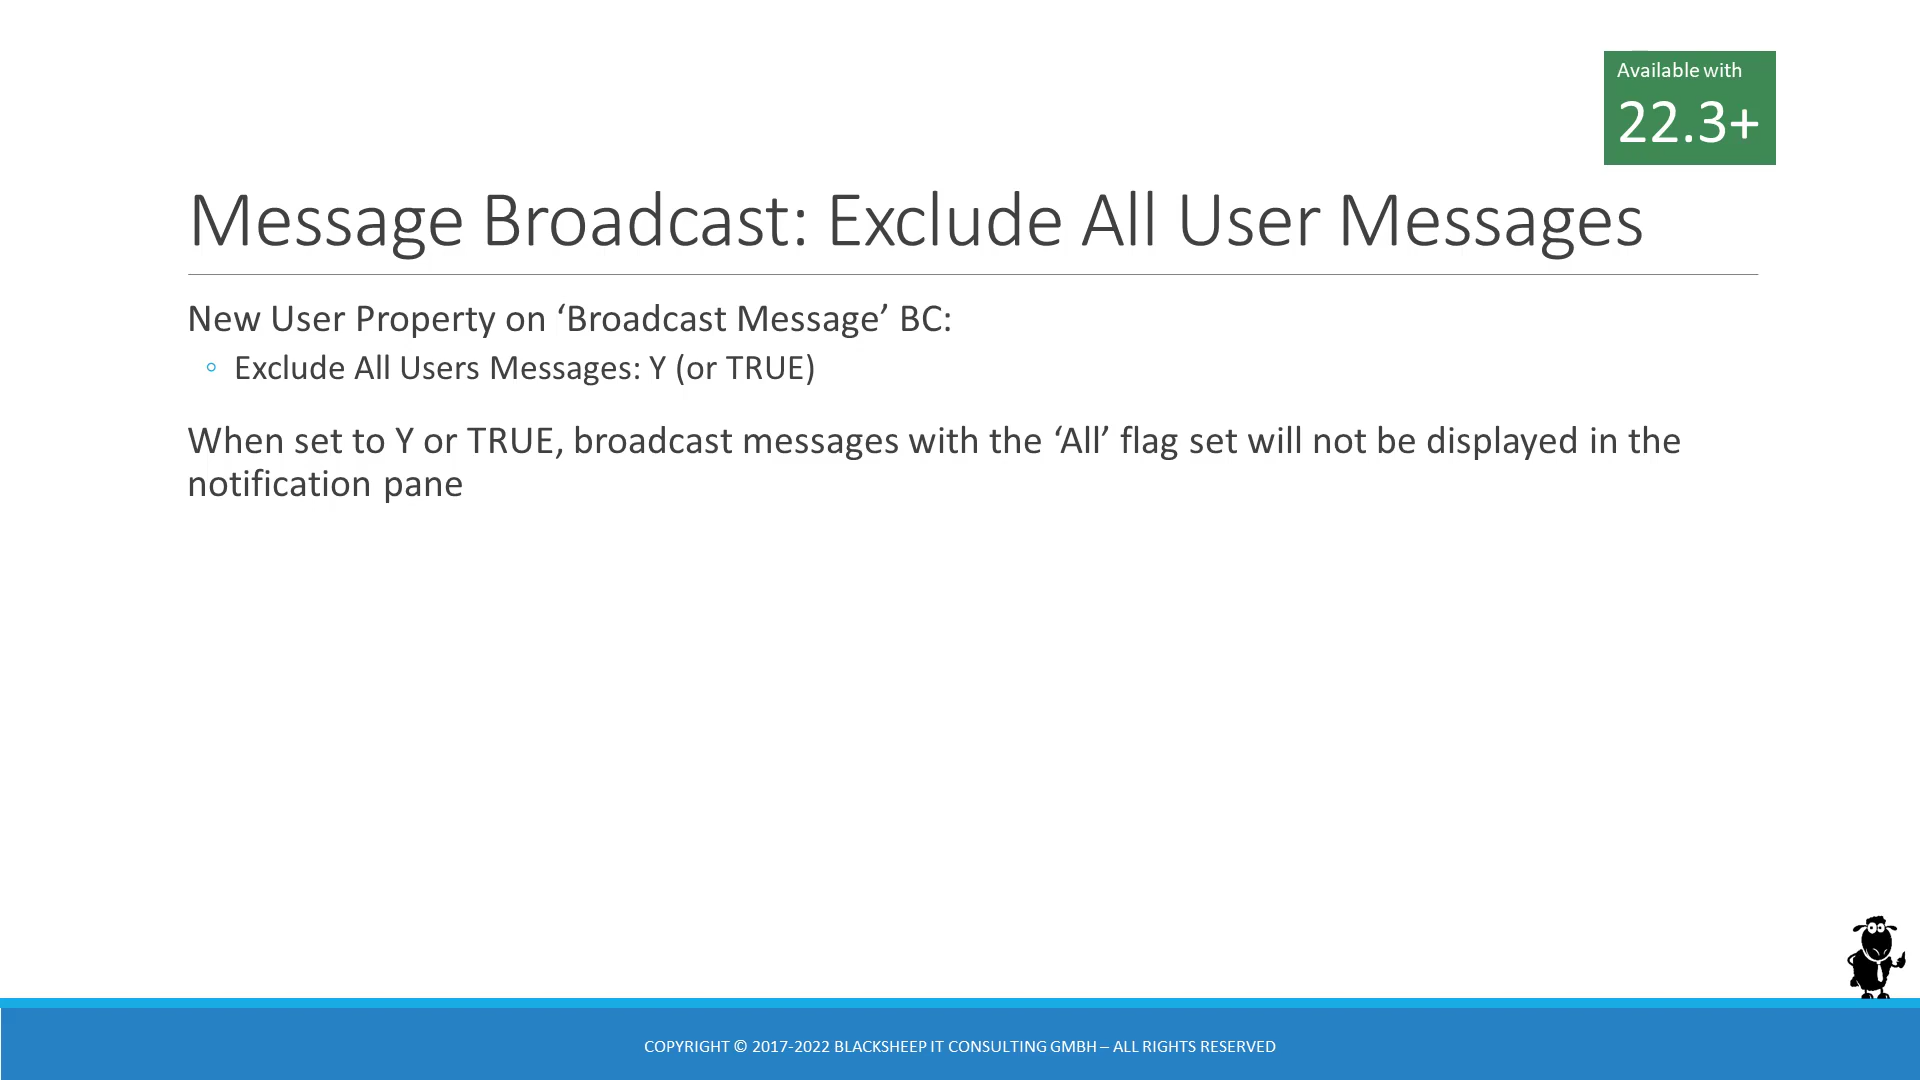 Available with
22.3+
Message Broadcast: Exclude All User Messages
New User Property on ‘Broadcast Message’ BC:
◦ Exclude All Users Messages: Y (or TRUE)
When set to Y or TRUE, broadcast messages with the ‘All’ flag set will not be displayed in the
notification pane
COPYRIGHT © 2017-2022 BLACKSHEEP IT CONSULTING GMBH – ALL RIGHTS RESERVED